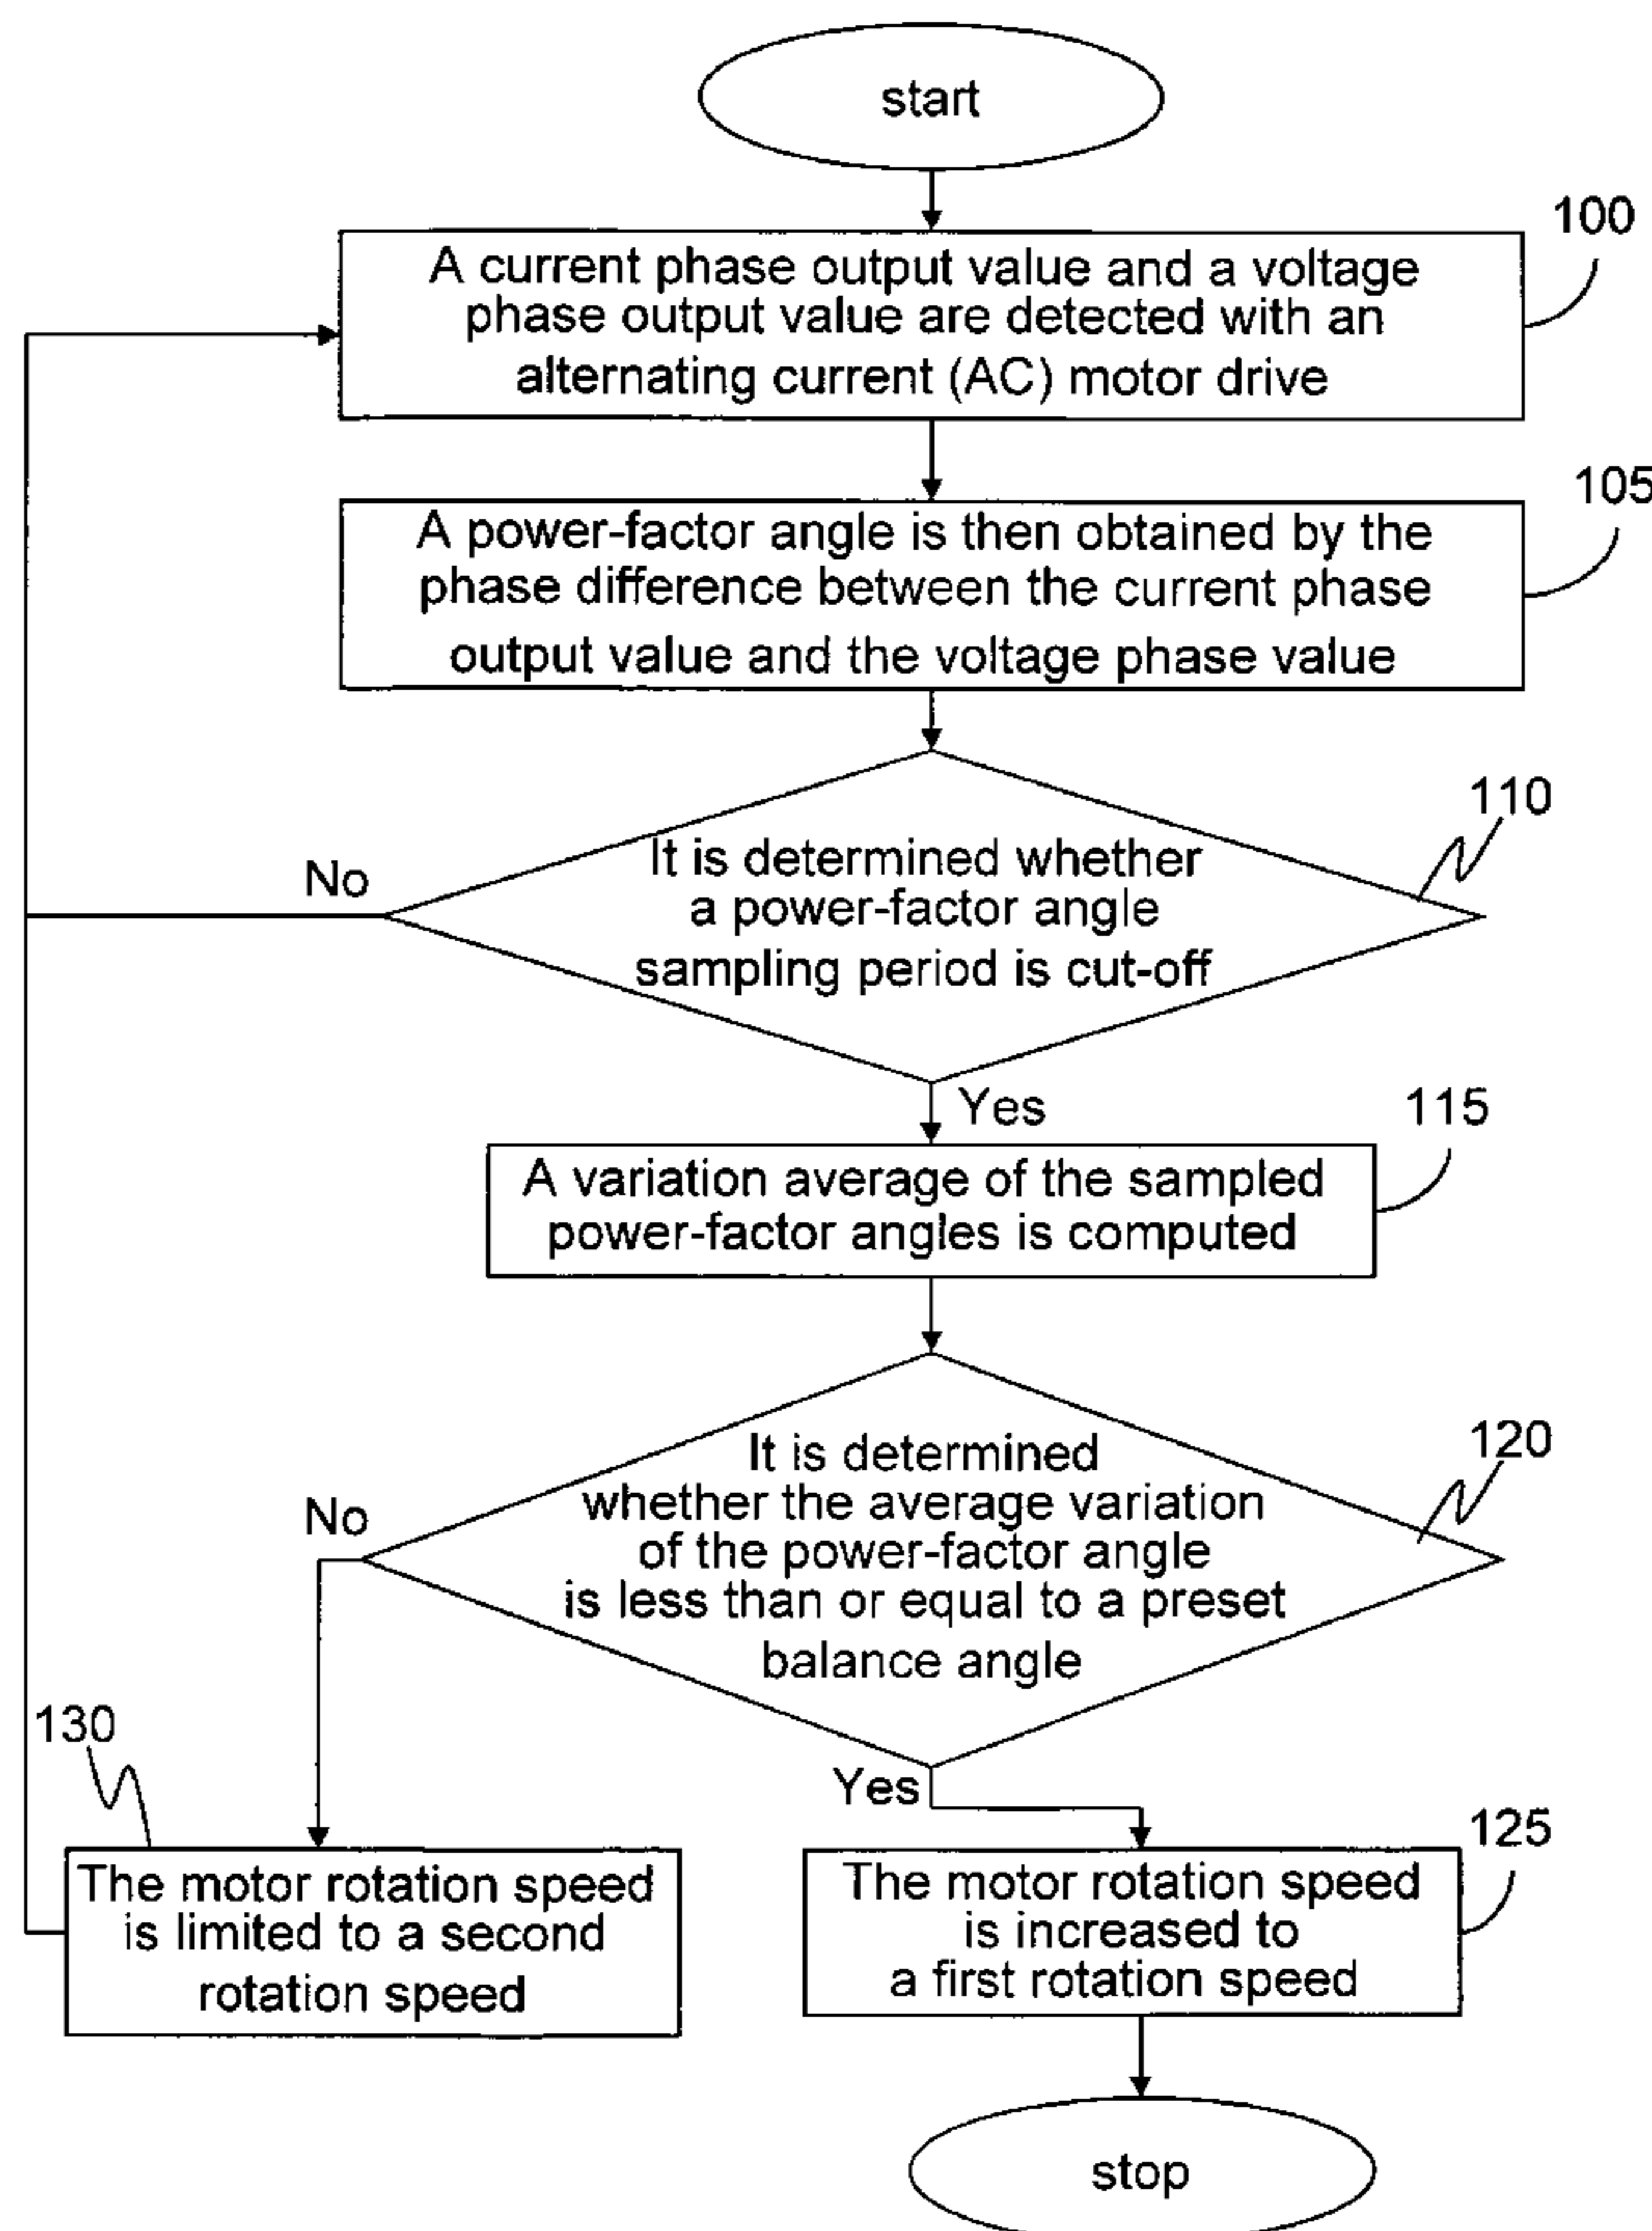 start
100
A current phase output value and a voltage
phase output value are detected with an
alternating current (AC) motor drive
105
A power-factor angle is then obtained by the
phase difference between the current phase
output value and the voltage phase value
110
No
It is determined whether
a power-factor angle
sampling period is cut-off
Yes
115
A variation average of the sampled
power-factor angles is computed
120
No
It is determined
whether the average variation
of the power-factor angle
is less than or equal to a preset
balance angle
130
Yes
125
The motor rotation speed
is limited to a second
rotation speed
The motor rotation speed
is increased to
a first rotation speed
stop